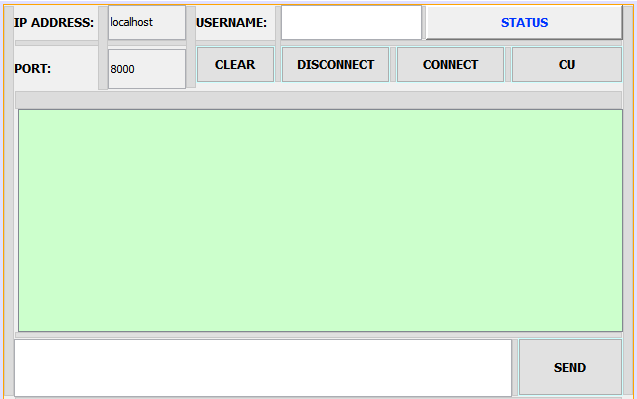 IP ADDRESS: localhost USERNAME: STATUS
PORT: 8000 CLEAR DISCONNECT CONNECT CU
SEND